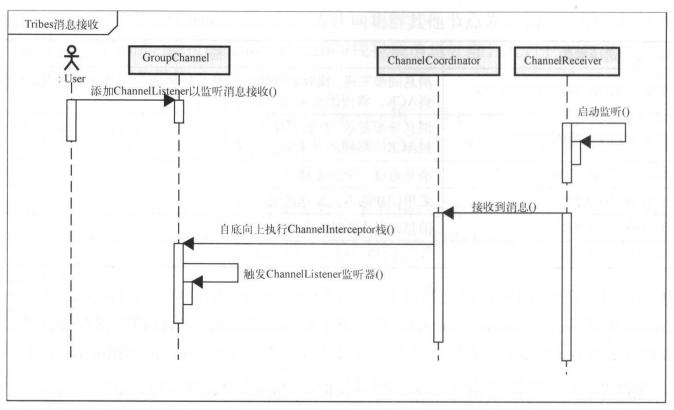 Tribes消息接收
: User
GroupChannel
ChannelCoordinator
ChannelReceiver
添加ChannelListener以监听消息接收()
启动监听()
接收到消息()
自底向上执行ChannelInterceptor栈()
触发ChannelListener监听器()